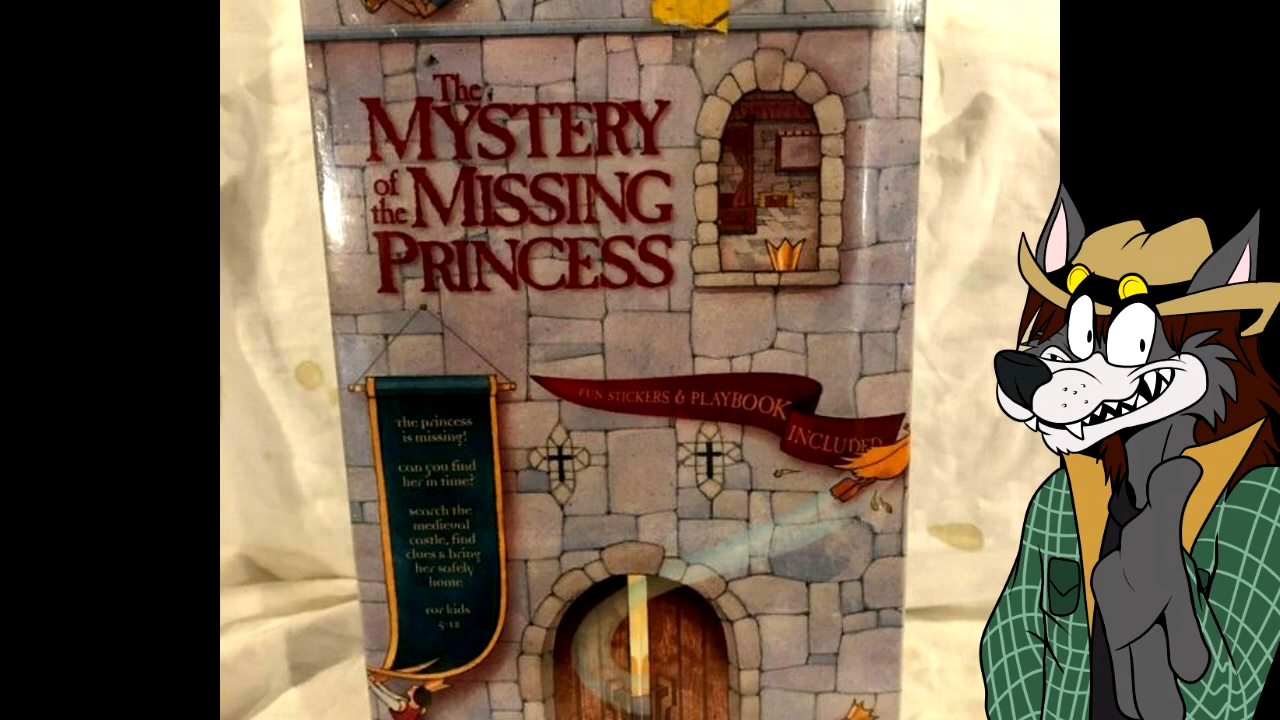 The
MYSTERY
of
the MISSING
PRINCESS
FUN STICKERS & PLAYBOOK
INCLUDED
the princess
is missing!
can you find
her in time?
search the
medieval
castle, find
clues & bring
her safely
home
for kids
5-12